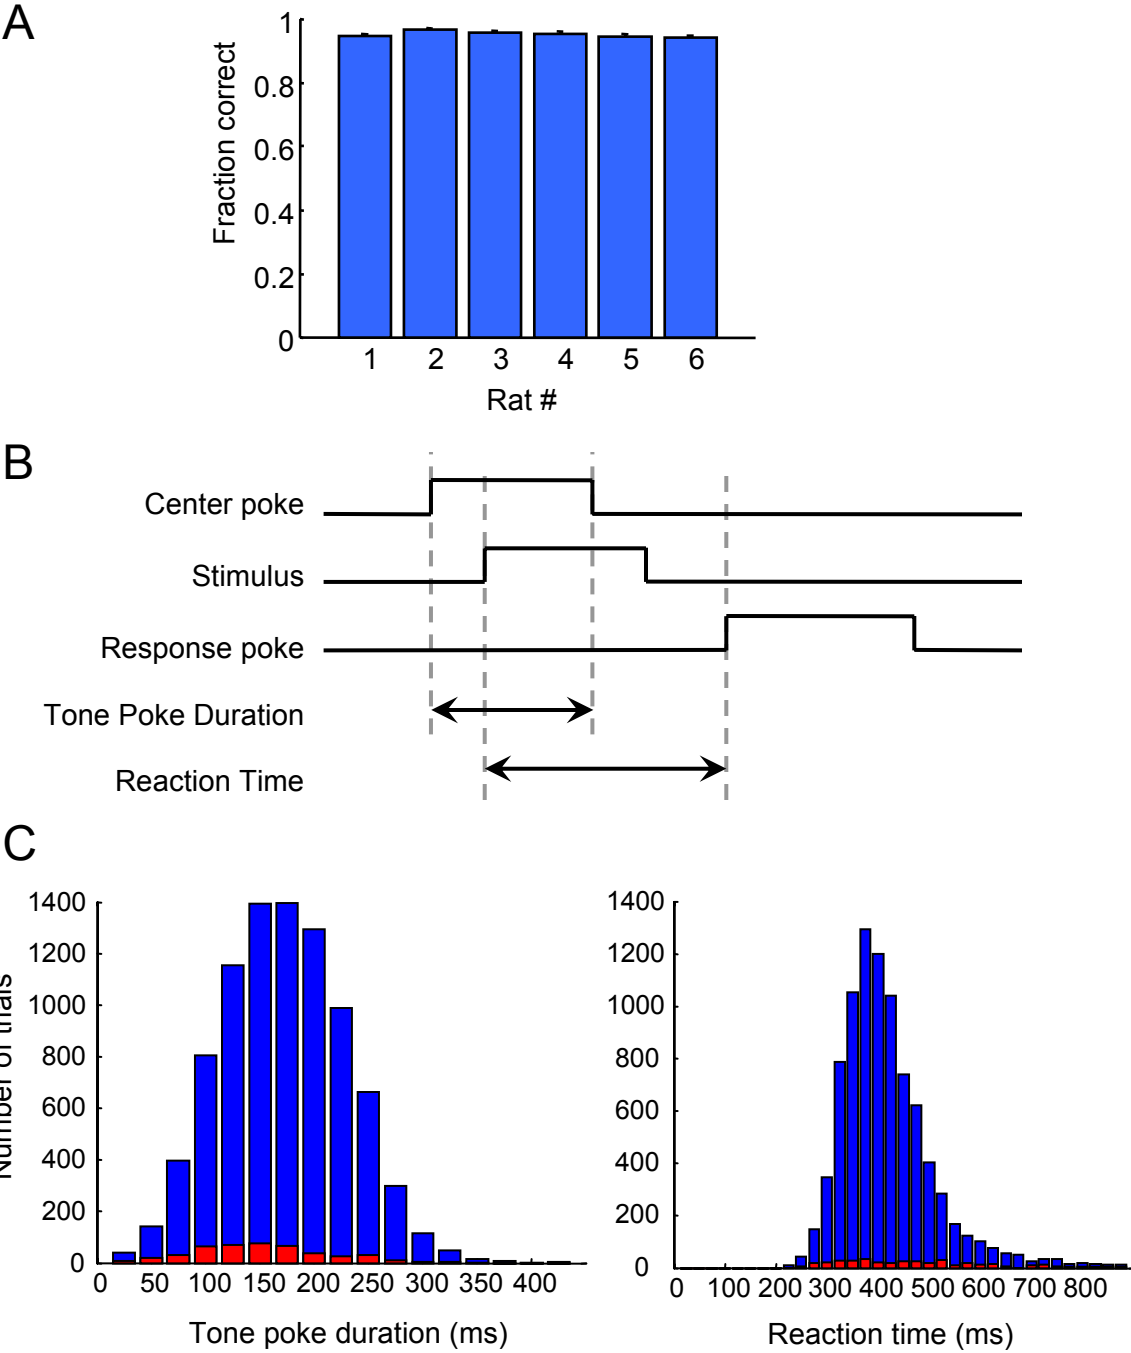 A
Fraction correct
1
0.8
0.6
0.4
0.2
0
1 2 3 4 5 6
Rat #
B
Center poke
Stimulus
Response poke
Tone Poke Duration
Reaction Time
C
Number of trials
1400
1200
1000
800
600
400
200
0
0 50 100 150 200 250 300 350 400
Tone poke duration (ms)
1400
1200
1000
800
600
400
200
0
0 100 200 300 400 500 600 700 800
Reaction time (ms)